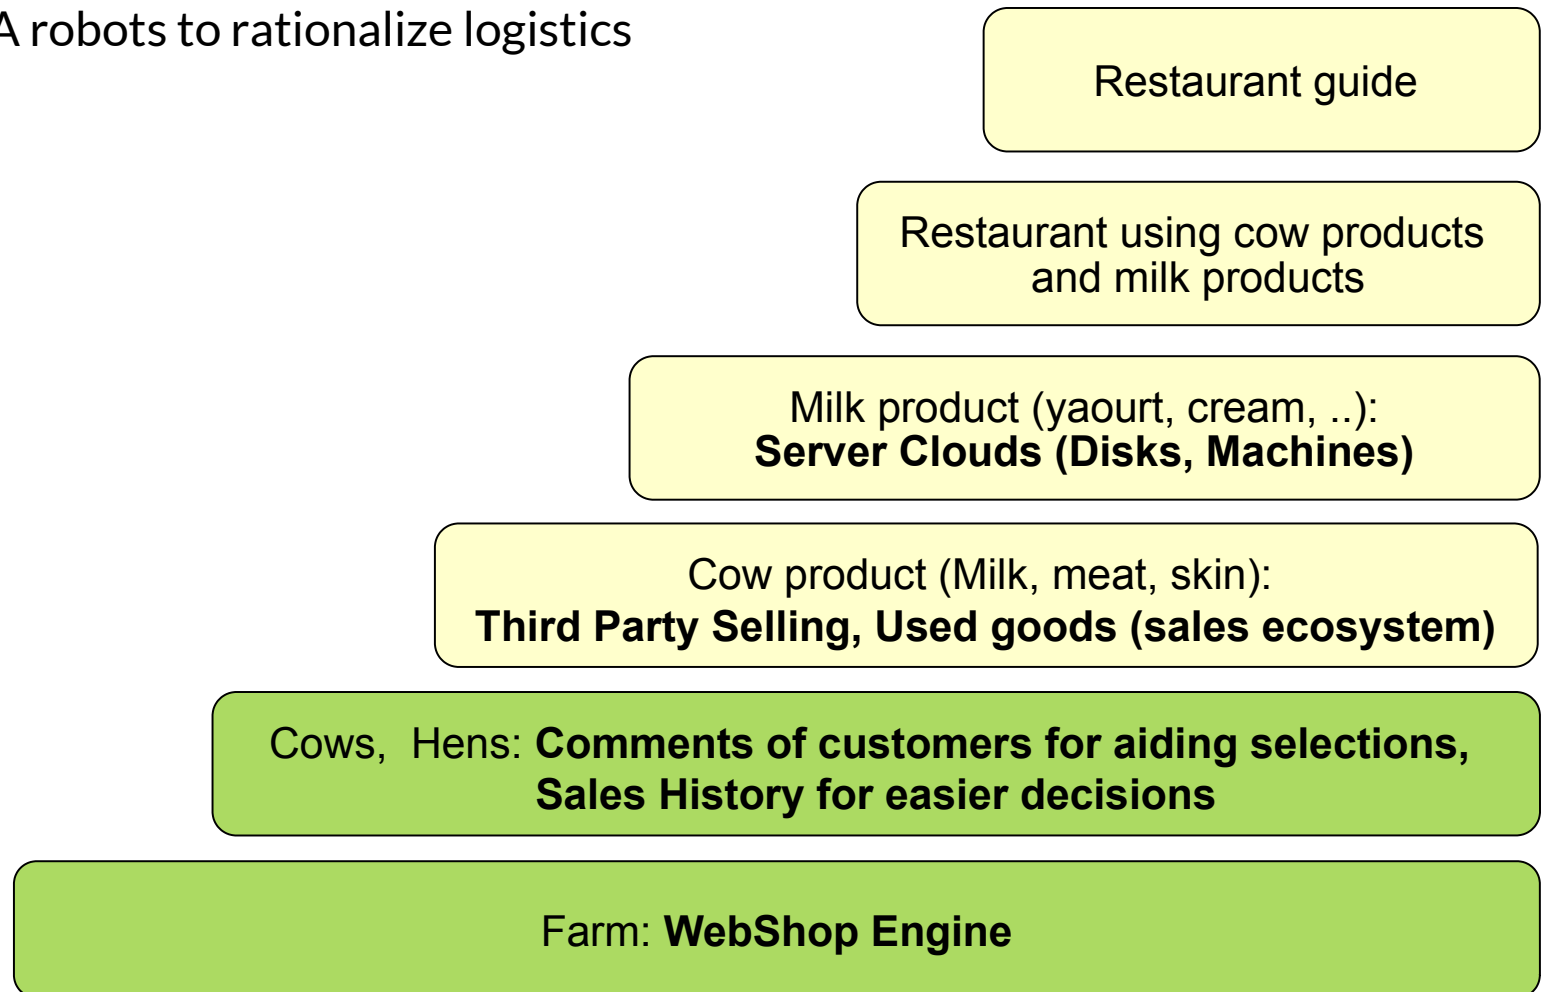 A robots to rationalize logistics
Restaurant guide
Restaurant using cow products
and milk products
Milk product (yaourt, cream, ..):
Server Clouds (Disks, Machines)
Cow product (Milk, meat, skin):
Third Party Selling, Used goods (sales ecosystem)
Cows,  Hens: Comments of customers for aiding selections,
Sales History for easier decisions
Farm: WebShop Engine